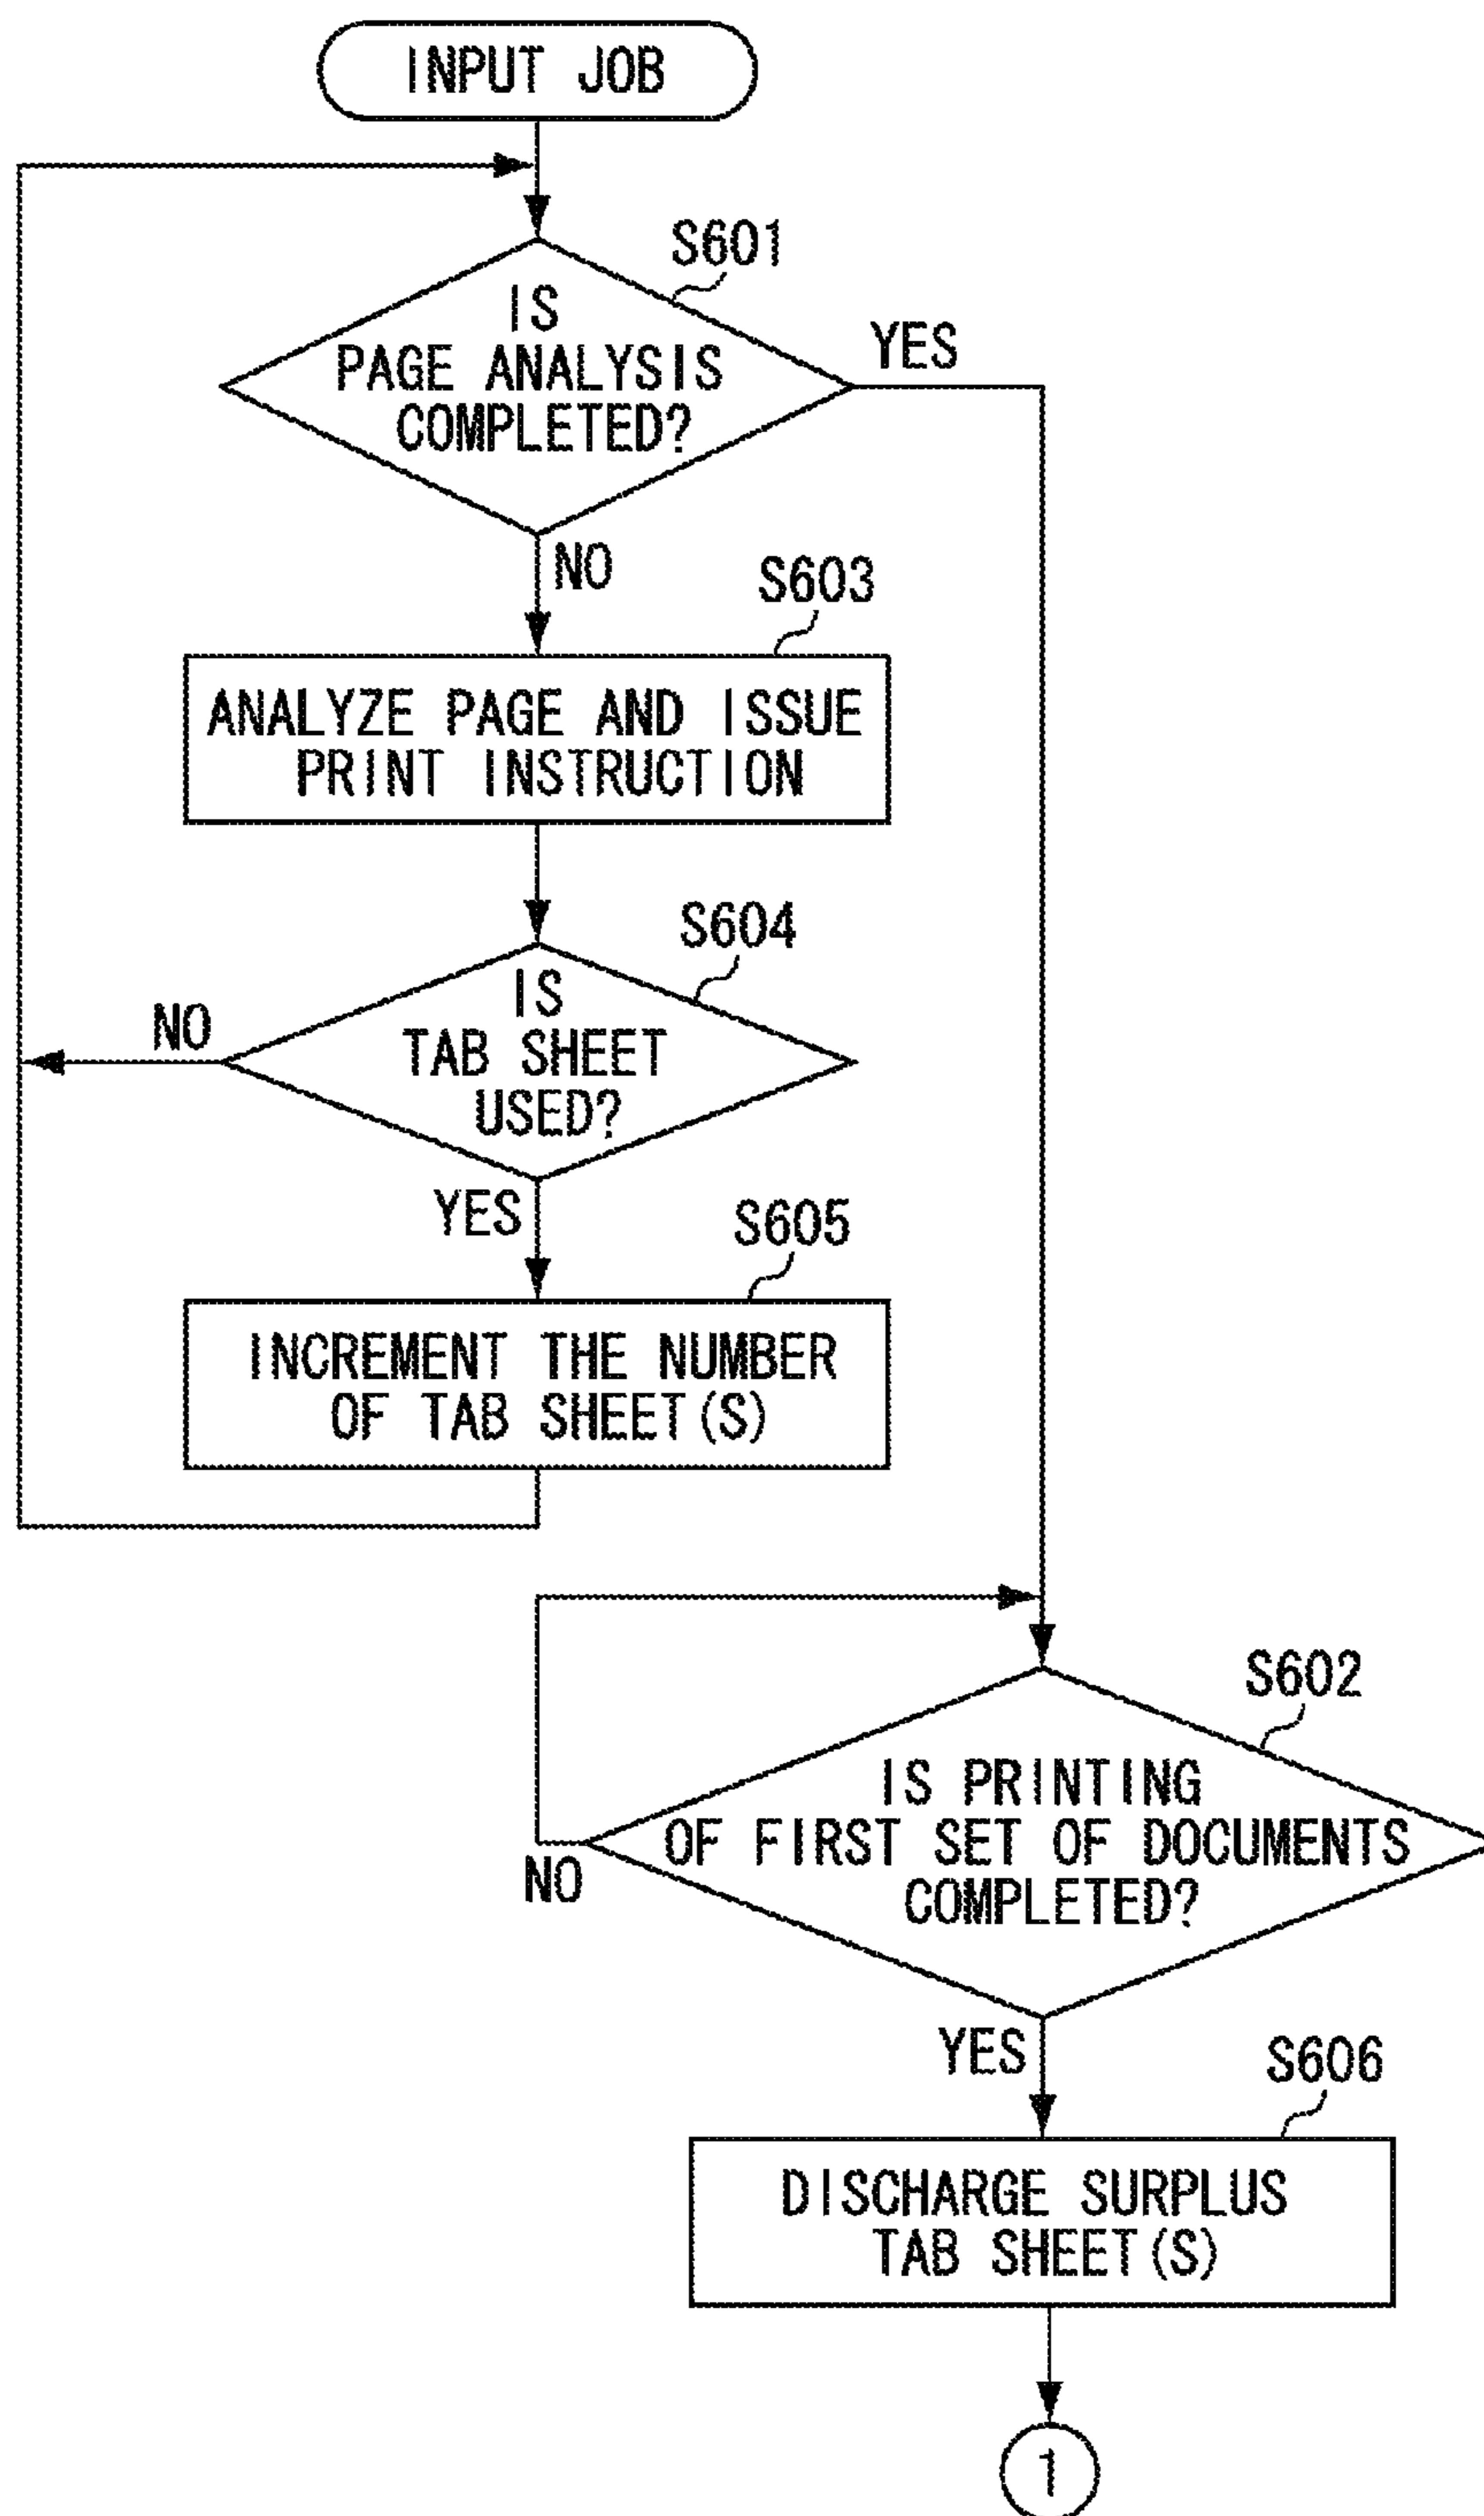 INPUT JOB
S601
IS
PAGE ANALYSIS
COMPLETED?
YES
NO
S603
ANALYZE PAGE AND ISSUE
PRINT INSTRUCTION
S604
IS
TAB SHEET
USED?
NO
YES
S605
INCREMENT THE NUMBER
OF TAB SHEET(S)
S602
IS PRINTING
OF FIRST SET OF DOCUMENTS
COMPLETED?
NO
YES
S606
DISCHARGE SURPLUS
TAB SHEET(S)
1